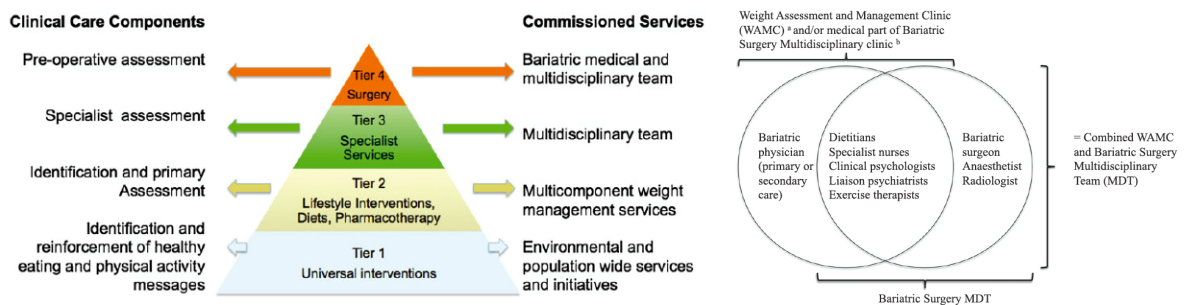 Clinical Care Components
Commissioned Services
Pre-operative assessment
Tier 4
Surgery
Bariatric medical and
multidisciplinary team
Specialist assessment
Tier 3
Specialist
Services
Multidisciplinary team
Identification and primary
Assessment
Tier 2
Lifestyle Interventions,
Diets, Pharmacotherapy
Multicomponent weight
management services
Identification and
reinforcement of healthy
eating and physical activity
messages
Tier 1
Universal interventions
Environmental and
population wide services
and initiatives
Weight Assessment and Management Clinic
(WAMC) a and/or medical part of Bariatric
Surgery Multidisciplinary clinic b
Bariatric
physician
(primary or
secondary
care)
Dietitians
Specialist nurses
Clinical psychologists
Liaison psychiatrists
Exercise therapists
Bariatric
surgeon
Anaesthetist
Radiologist
= Combined WAMC
and Bariatric Surgery
Multidisciplinary
Team (MDT)
Bariatric Surgery MDT